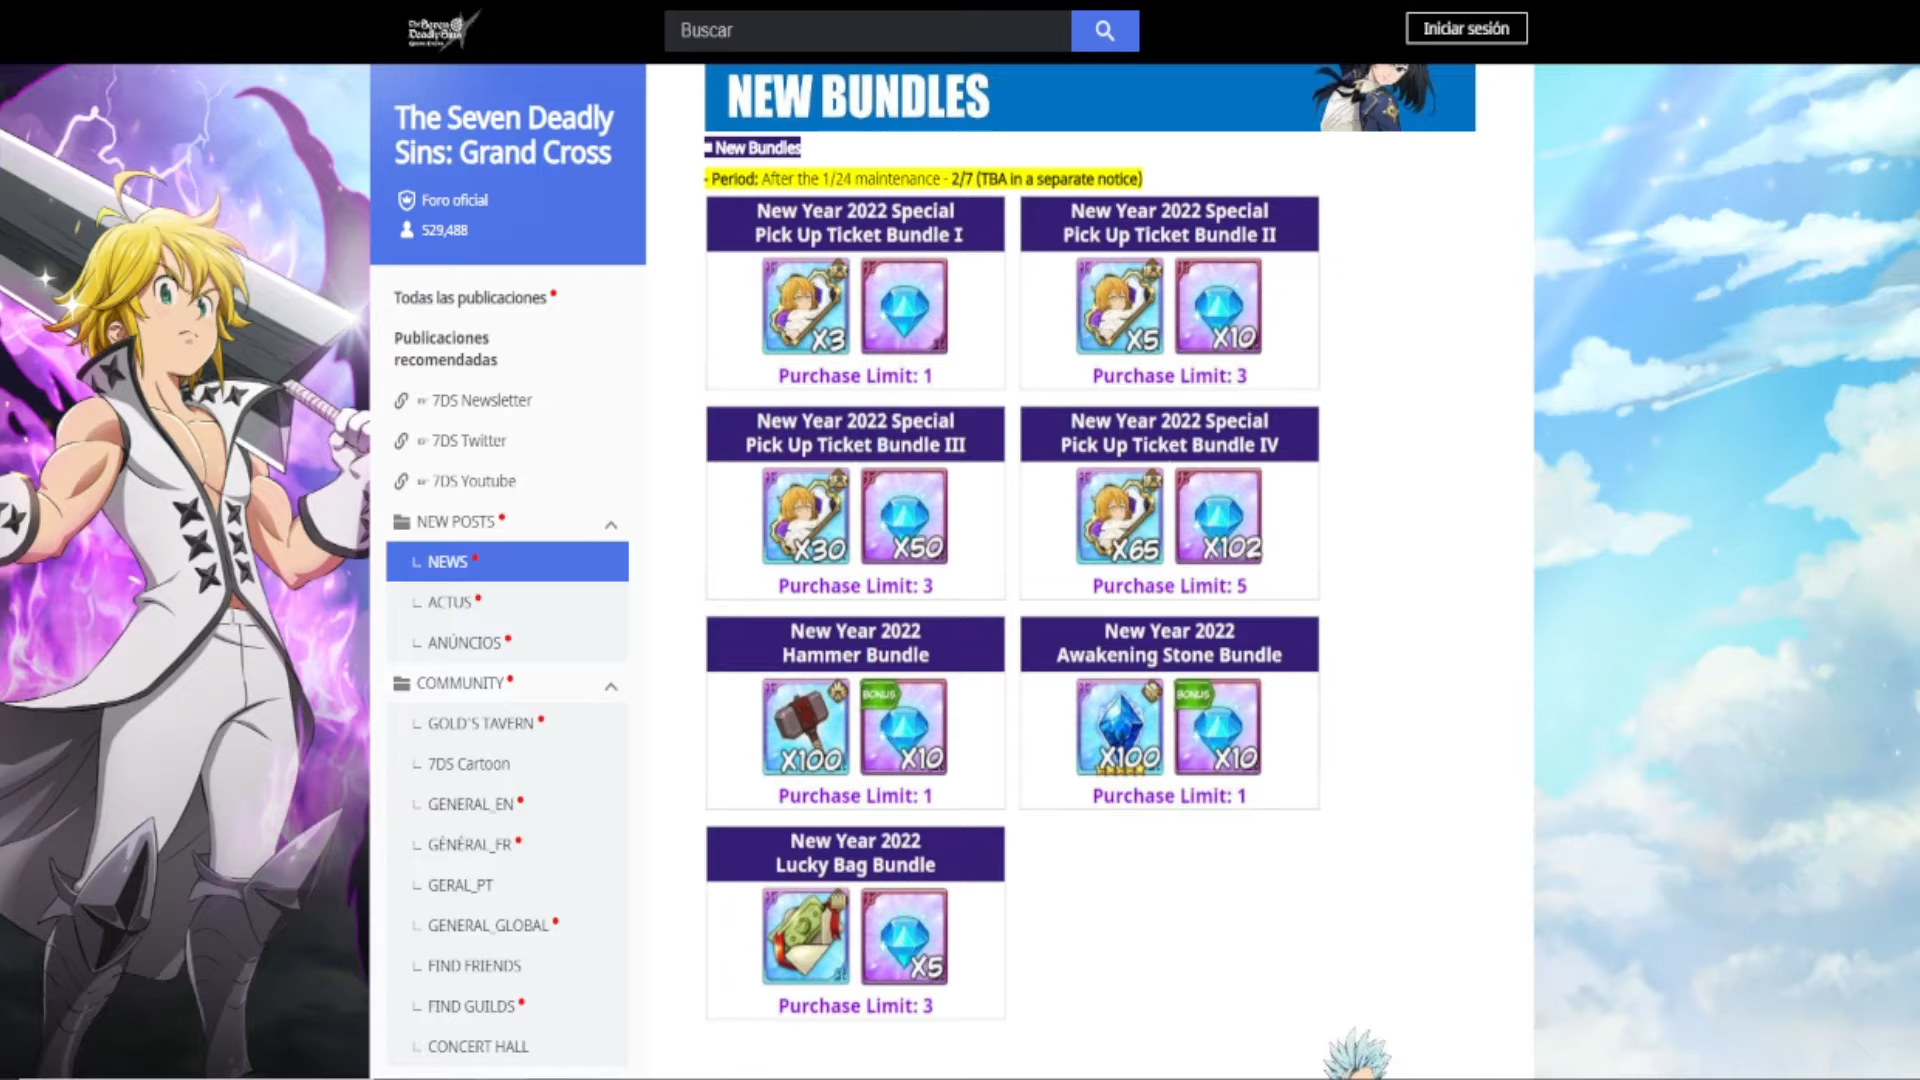 The Seven
Deadly Sins
Buscar
Iniciar sesión
The Seven Deadly
Sins: Grand Cross
Foro oficial
529,488
Todas las publicaciones
Publicaciones
recomendadas
7DS Newsletter
7DS Twitter
7DS Youtube
NEW POSTS
NEWS
ACTUS
ANÚNCIOS
COMMUNITY
GOLD'S TAVERN
7DS Cartoon
GENERAL_EN
GÉNÉRAL_FR
GERAL_PT
GENERAL_GLOBAL
FIND FRIENDS
FIND GUILDS
CONCERT HALL
NEW BUNDLES
■ New Bundles
- Period: After the 1/24 maintenance - 2/7 (TBA in a separate notice)
New Year 2022 Special
Pick Up Ticket Bundle I
X3
Purchase Limit: 1
New Year 2022 Special
Pick Up Ticket Bundle II
X5 X10
Purchase Limit: 3
New Year 2022 Special
Pick Up Ticket Bundle III
X30 X50
Purchase Limit: 3
New Year 2022 Special
Pick Up Ticket Bundle IV
X65 X102
Purchase Limit: 5
New Year 2022
Hammer Bundle
BONUS
X100 X10
Purchase Limit: 1
New Year 2022
Awakening Stone Bundle
BONUS
X100 X10
Purchase Limit: 1
New Year 2022
Lucky Bag Bundle
X5
Purchase Limit: 3